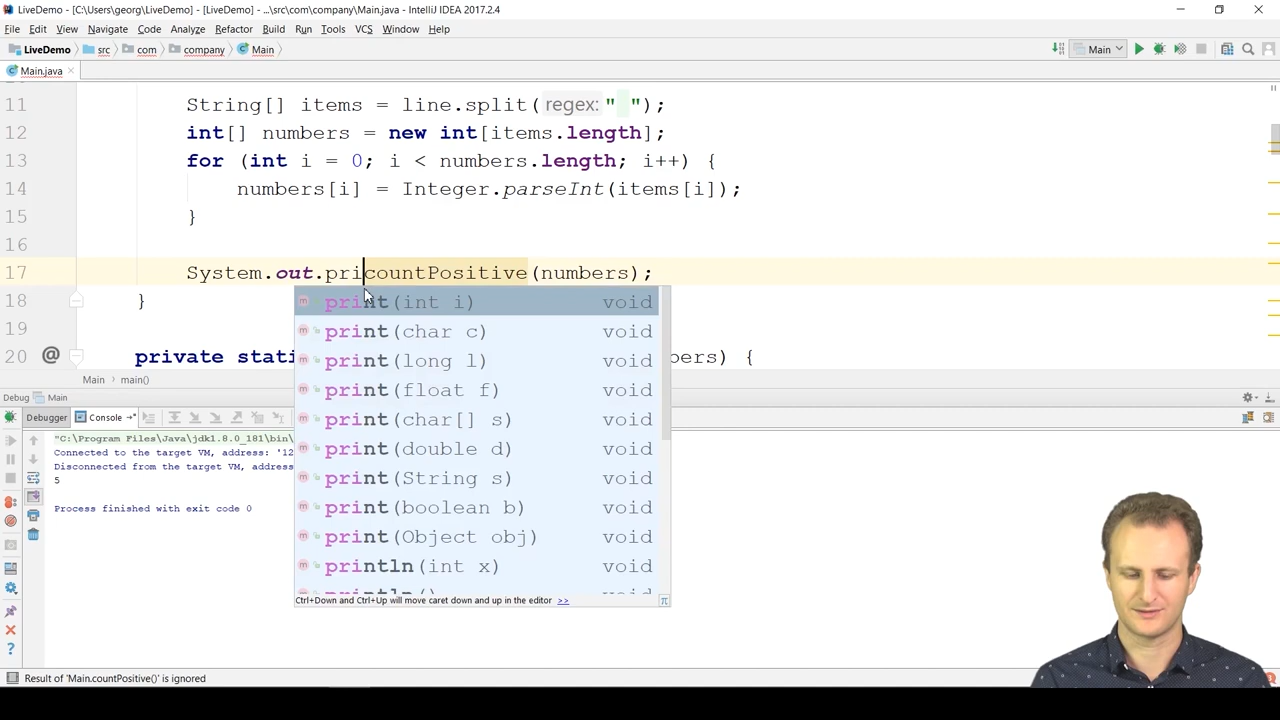 LiveDemo - [C:\Users\georg\LiveDemo] - [LiveDemo] - ...\src\com\company\Main.java - IntelliJ IDEA 2017.2.4
File Edit View Navigate Code Analyze Refactor Build Run Tools VCS Window Help
LiveDemo src com company Main Main
Main.java
11 String[] items = line.split( regex: " ");
12 int[] numbers = new int[items.length];
13 for (int i = 0; i < numbers.length; i++) {
14 numbers[i] = Integer.parseInt(items[i]);
15 }
16
17 System.out.pricountPositive(numbers);
18 }
19
20 @ private stati bers) {
print(int i) void
print(char c) void
print(long l) void
print(float f) void
print(char[] s) void
print(double d) void
print(String s) void
print(boolean b) void
print(Object obj) void
println(int x) void
println() void
Ctrl+Down and Ctrl+Up will move caret down and up in the editor >> π
Main main()
Debug Main
Debugger Console
"C:\Program Files\Java\jdk1.8.0_181\bin\
Connected to the target VM, address: '12
Disconnected from the target VM, address
5
Process finished with exit code 0
Result of 'Main.countPositive()' is ignored